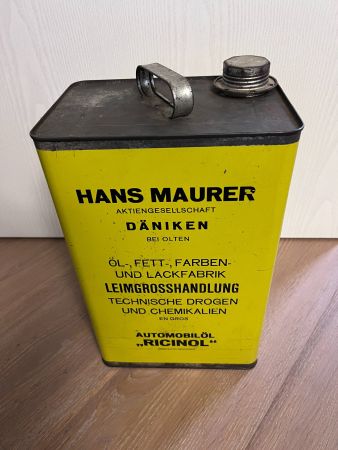 HANS MAURER
AKTIENGESELLSCHAFT
DÄNIKEN
BEI OLTEN
ÖL-, FETT-, FARBEN-
UND LACKFABRIK
LEIMGROSSHANDLUNG
TECHNISCHE DROGEN
UND CHEMIKALIEN
EN GROS
AUTOMOBILÖL
„RICINOL"